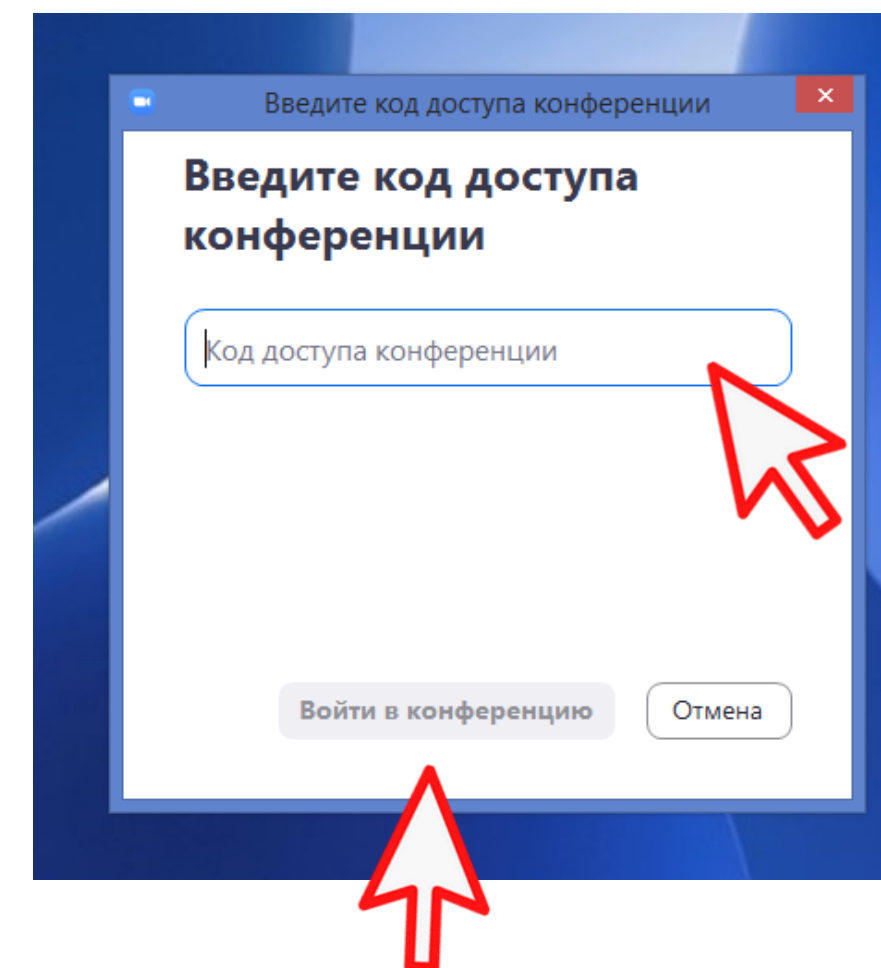 Введите код доступа конференции
Введите код доступа
конференции
Код доступа конференции
Войти в конференцию
Отмена